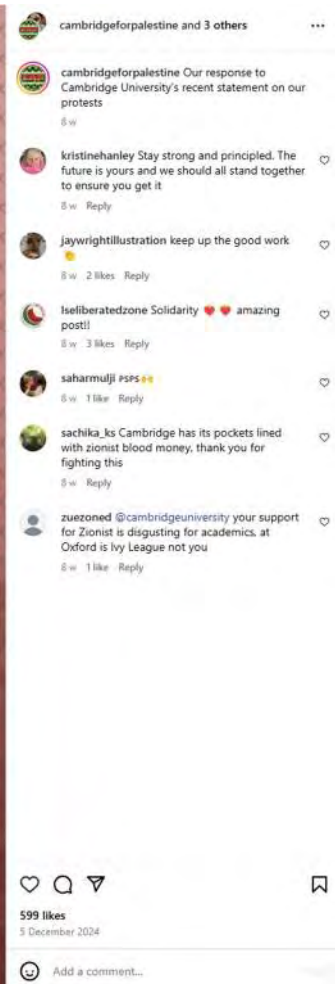 cambridgeforpalestine and 3 others
cambridgeforpalestine Our response to
Cambridge University's recent statement on our
protests
8 w
kristinehanley Stay strong and principled. The
future is yours and we should all stand together
to ensure you get it
8 w Reply
jaywrightillustration keep up the good work
👏
8 w 2 likes Reply
lseliberatedzone Solidarity ❤️ ❤️ amazing
post!!
8 w 3 likes Reply
saharmulji PSPS🙌
8 w 1 like Reply
sachika_ks Cambridge has its pockets lined
with zionist blood money, thank you for
fighting this
8 w Reply
zuezoned @cambridgeuniversity your support
for Zionist is disgusting for academics, at
Oxford is Ivy League not you
8 w 1 like Reply
599 likes
5 December 2024
Add a comment...